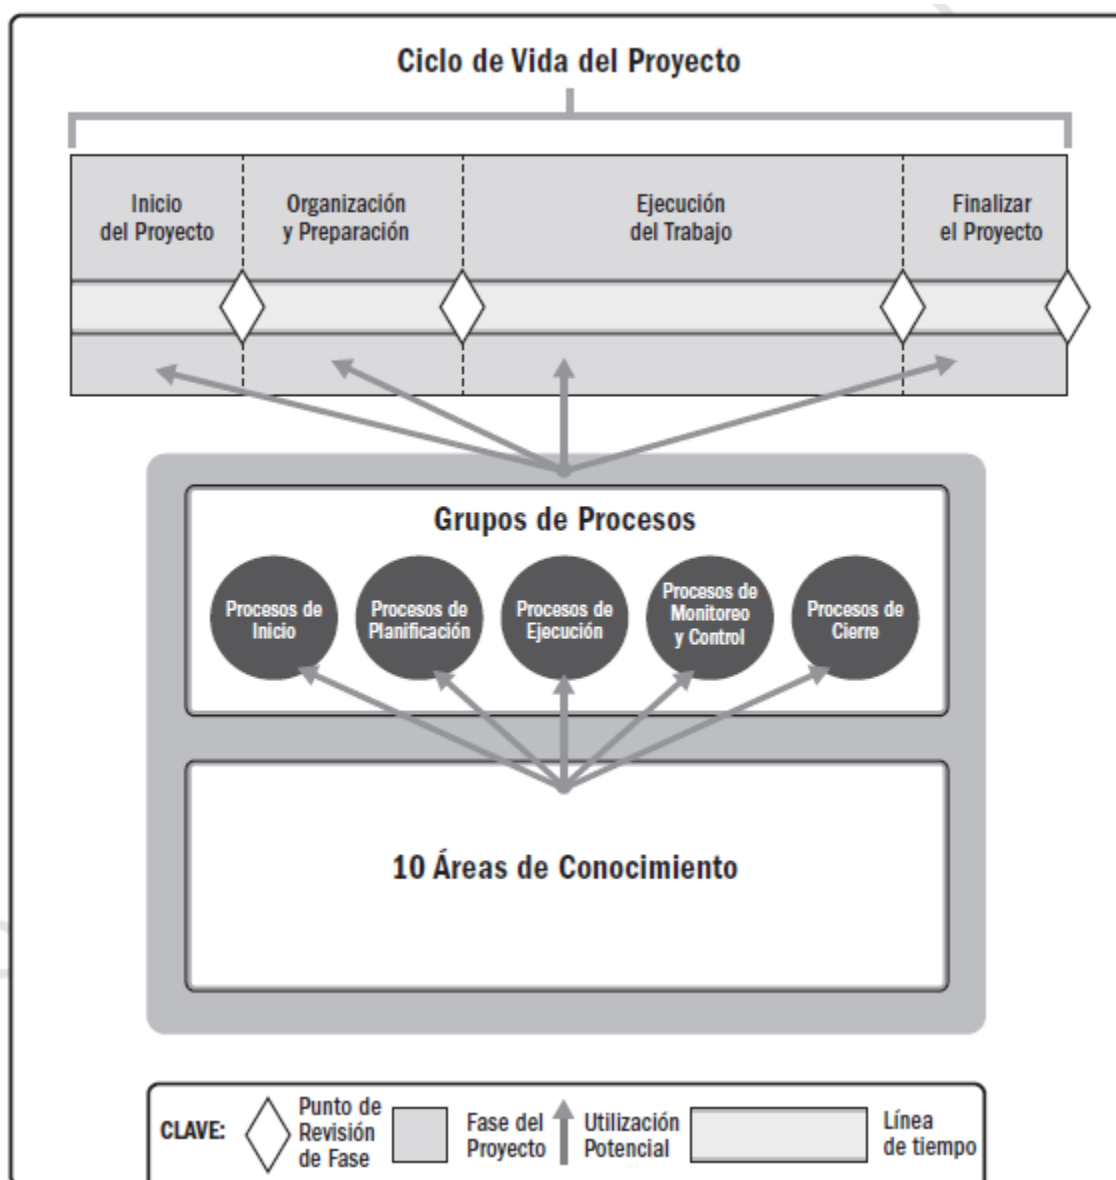 Ciclo de Vida del Proyecto
Inicio
del Proyecto
Organización
y Preparación
Ejecución
del Trabajo
Finalizar
el Proyecto
Grupos de Procesos
Procesos de
Inicio
Procesos de
Planificación
Procesos de
Ejecución
Procesos de
Monitoreo
y Control
Procesos de
Cierre
10 Áreas de Conocimiento
CLAVE:
Punto de
Revisión
de Fase
Fase del
Proyecto
Utilización
Potencial
Línea
de tiempo